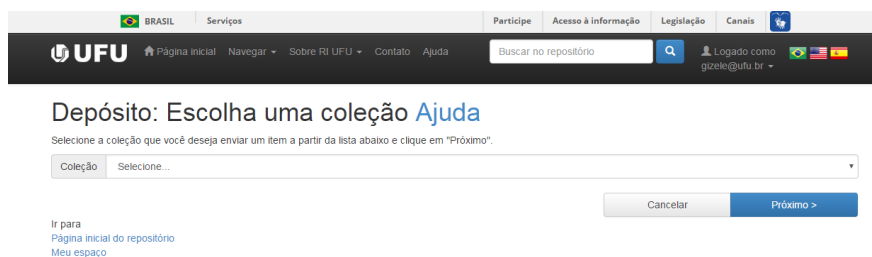 BRASIL Serviços Participe Acesso à informação Legislação Canais
UFU Página inicial Navegar Sobre RI UFU Contato Ajuda Buscar no repositório Logado como
gizele@ufu.br
Depósito: Escolha uma coleção Ajuda
Selecione a coleção que você deseja enviar um item a partir da lista abaixo e clique em "Próximo".
Coleção Selecione...
Cancelar Próximo >
Ir para
Página inicial do repositório
Meu espaço